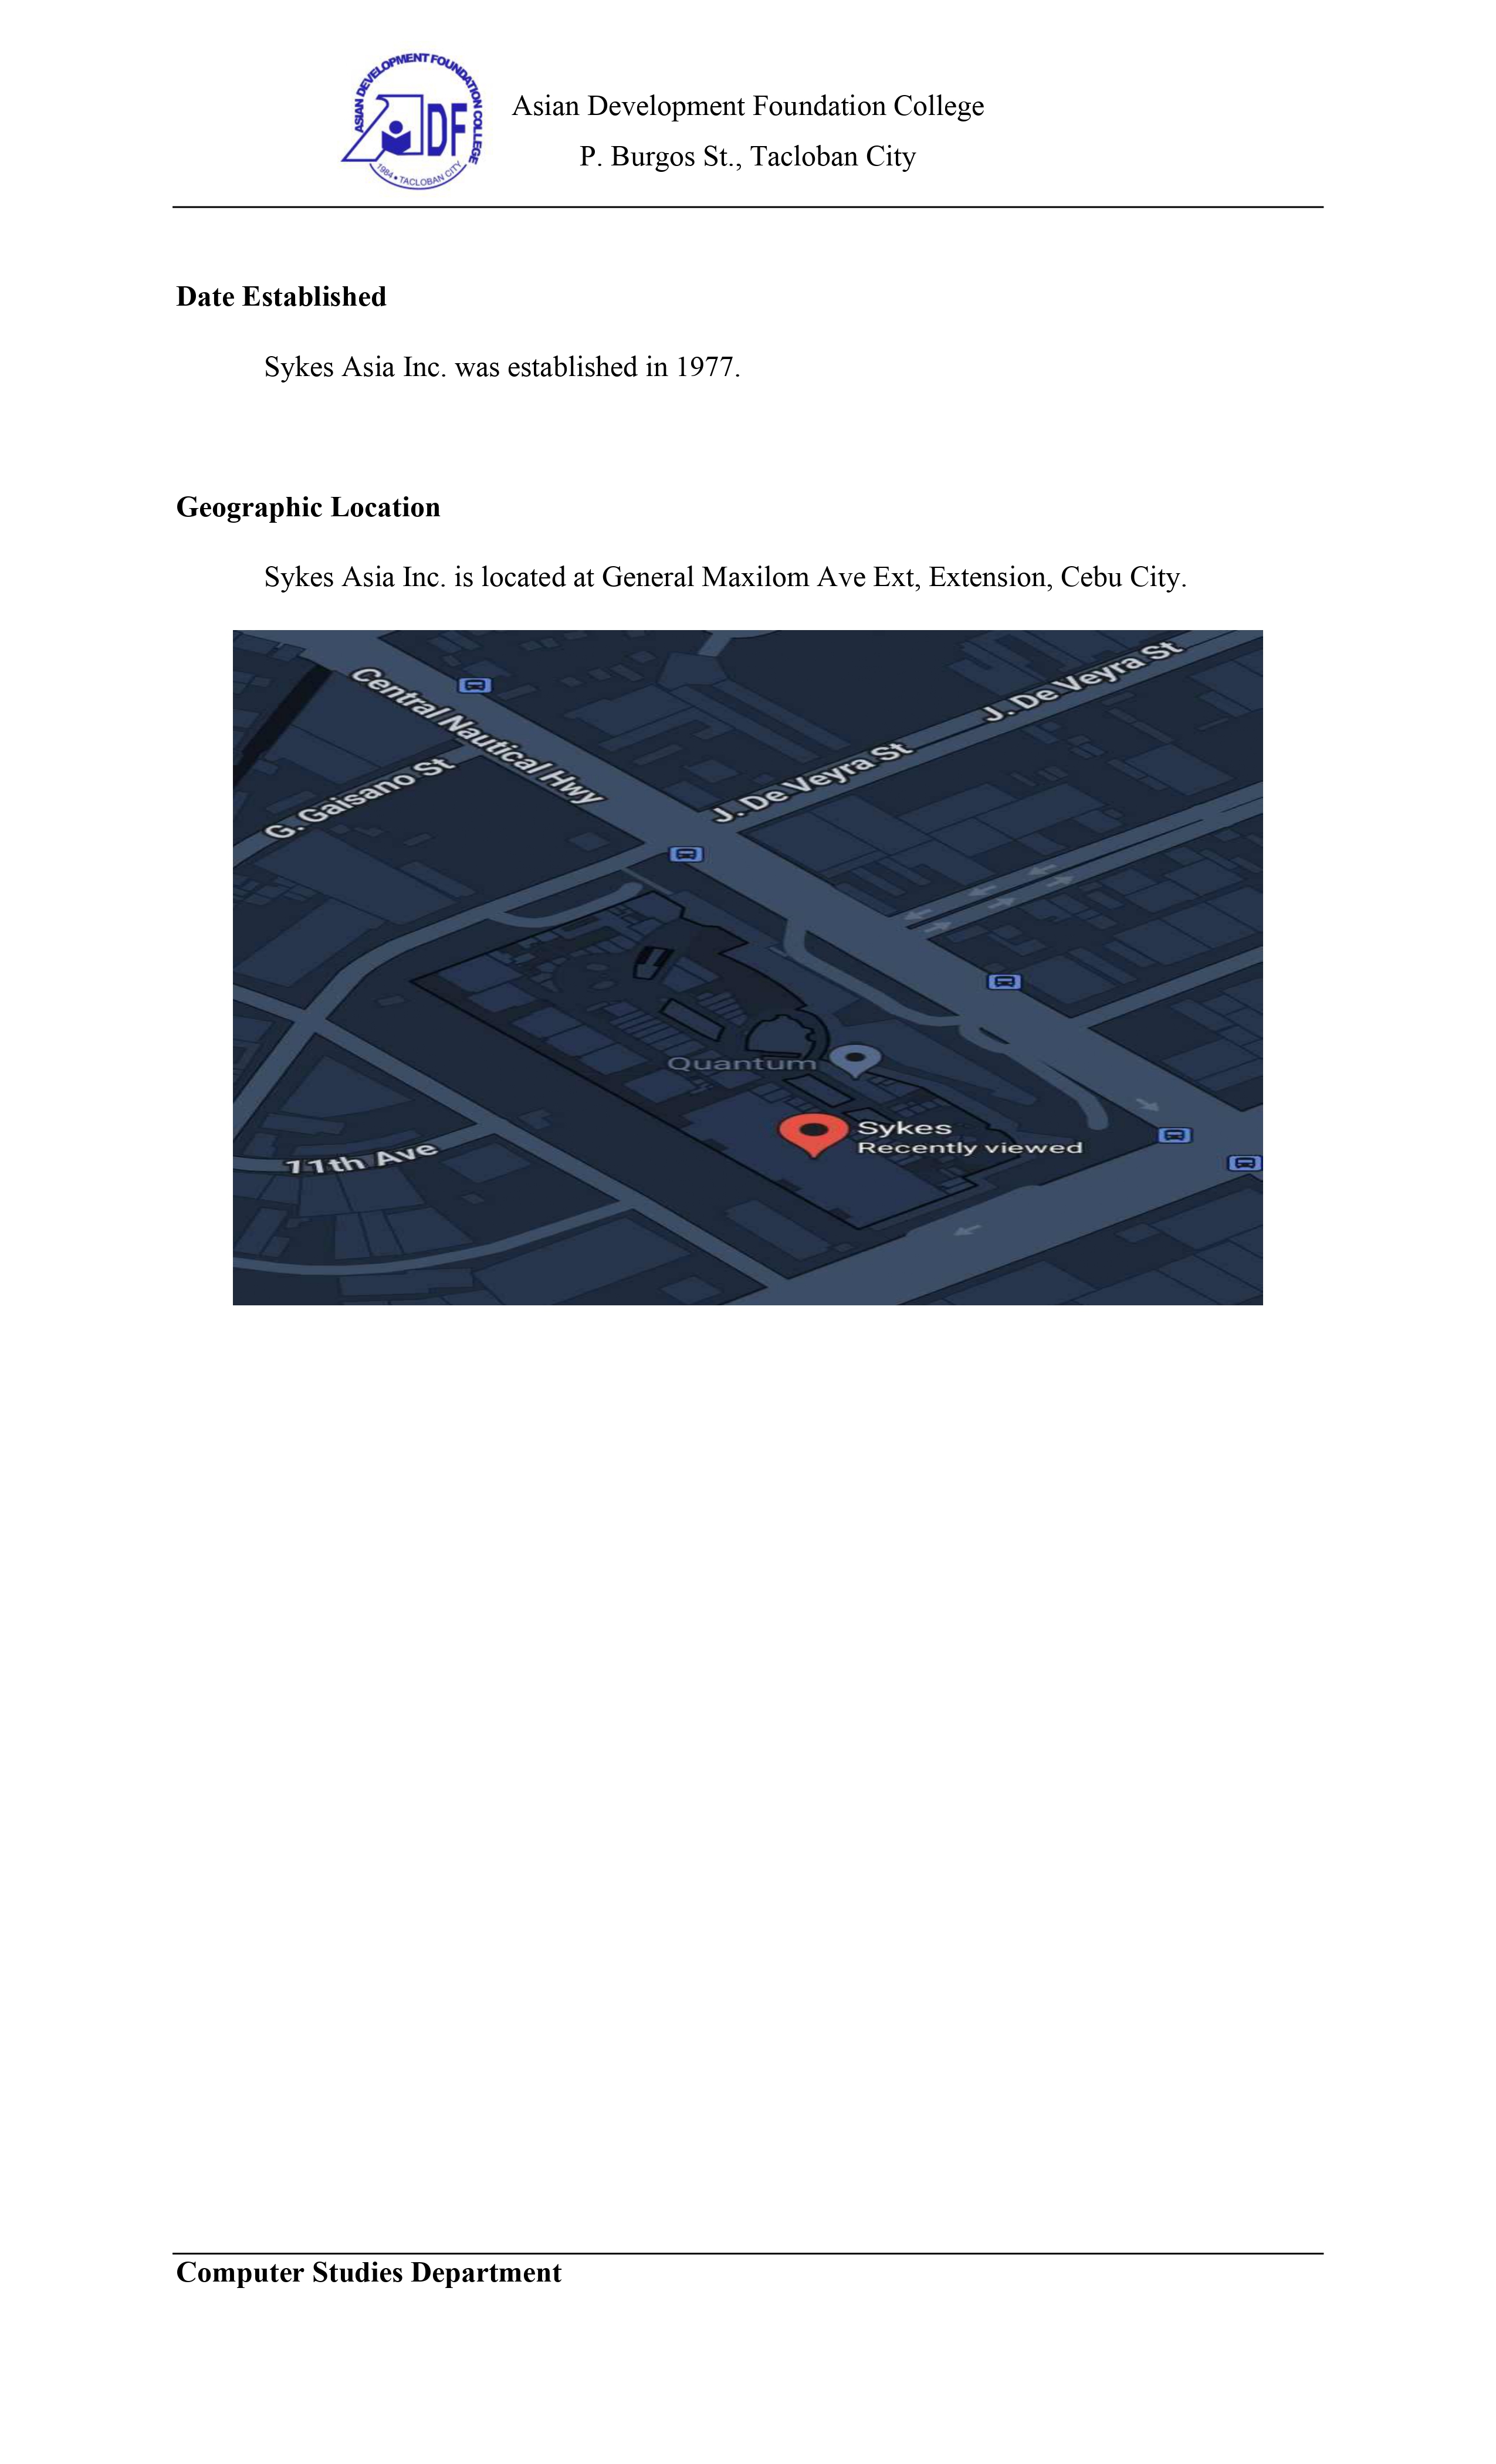 ASIAN DEVELOPMENT FOUNDATION COLLEGE
ADF
1984 • TACLOBAN CITY
Asian Development Foundation College
P. Burgos St., Tacloban City
Date Established
Sykes Asia Inc. was established in 1977.
Geographic Location
Sykes Asia Inc. is located at General Maxilom Ave Ext, Extension, Cebu City.
J. De Veyra St
Central Nautical Hwy
J. De Veyra St
G. Gaisano St
Quantum
Sykes
Recently viewed
11th Ave
Computer Studies Department